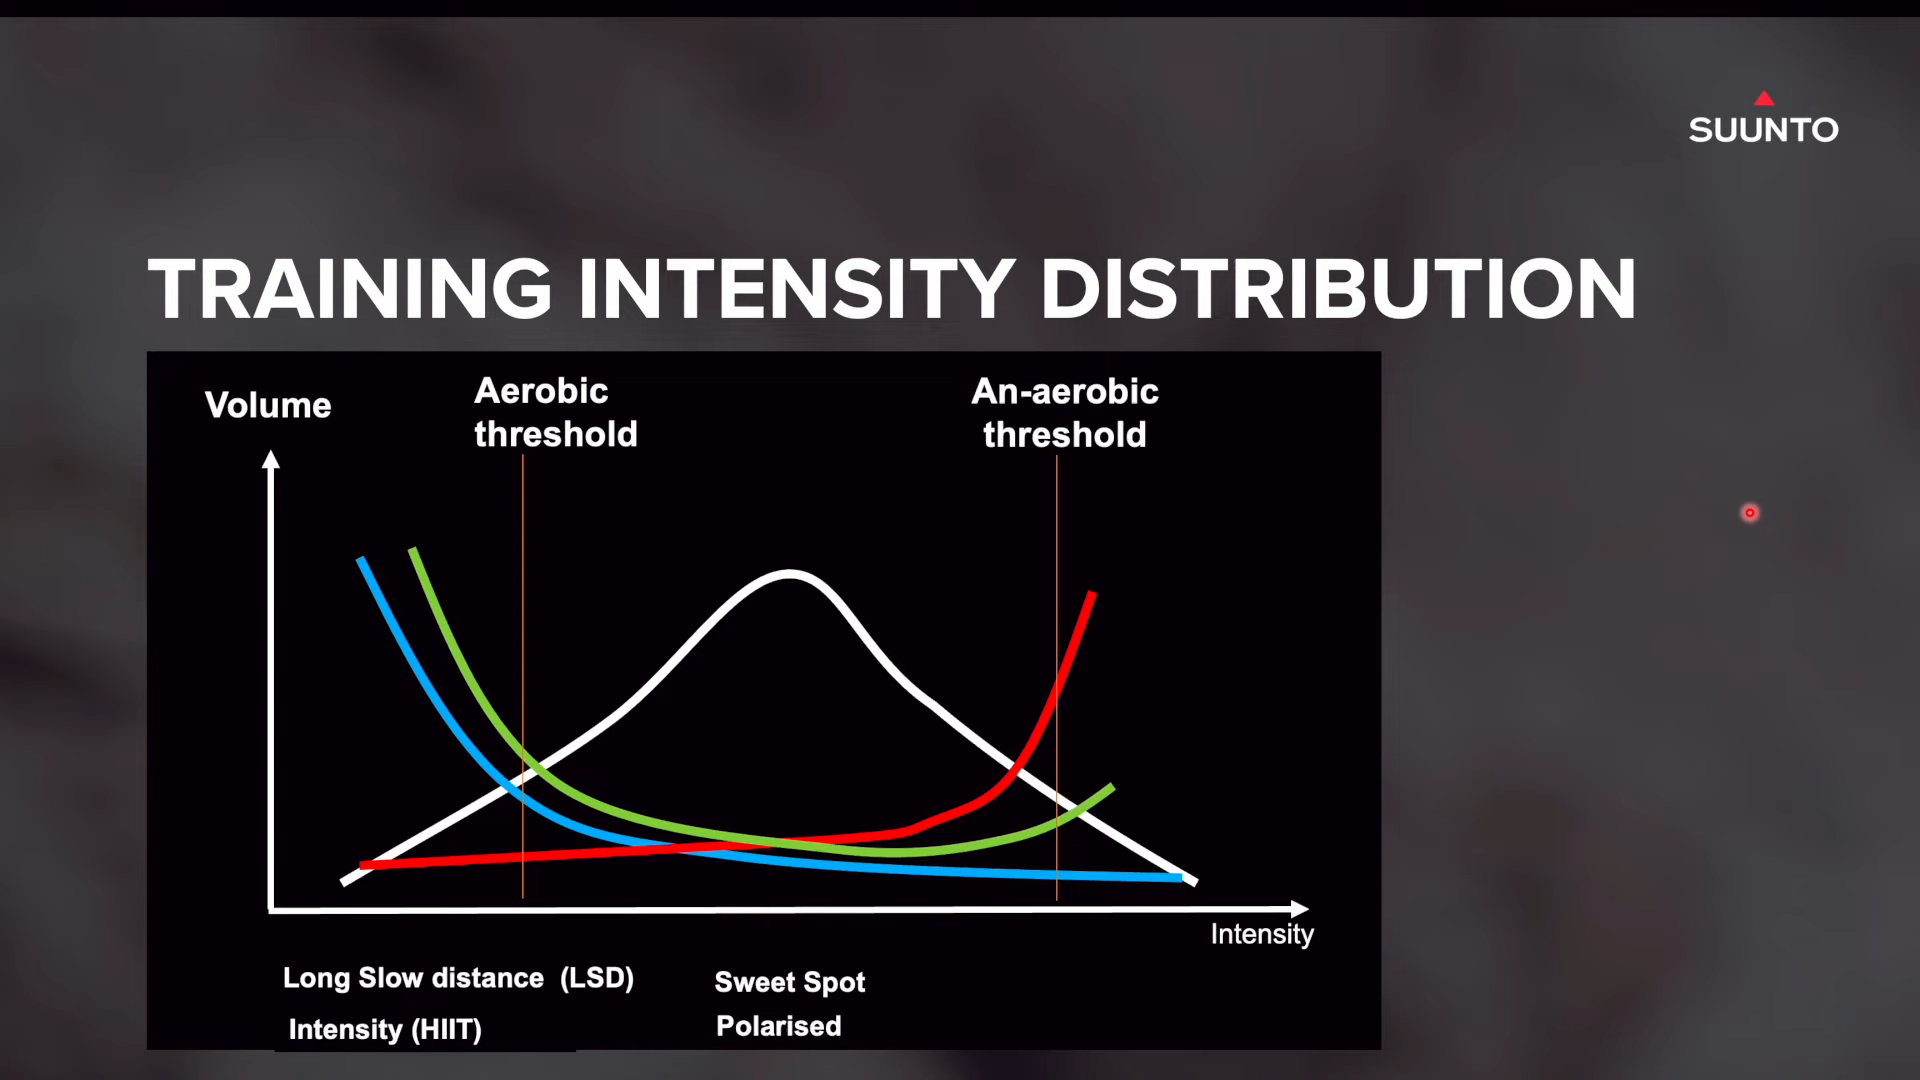 SUUNTO
TRAINING INTENSITY DISTRIBUTION
Volume
Aerobic
threshold
An-aerobic
threshold
Intensity
Long Slow distance (LSD)
Sweet Spot
Intensity (HIIT)
Polarised